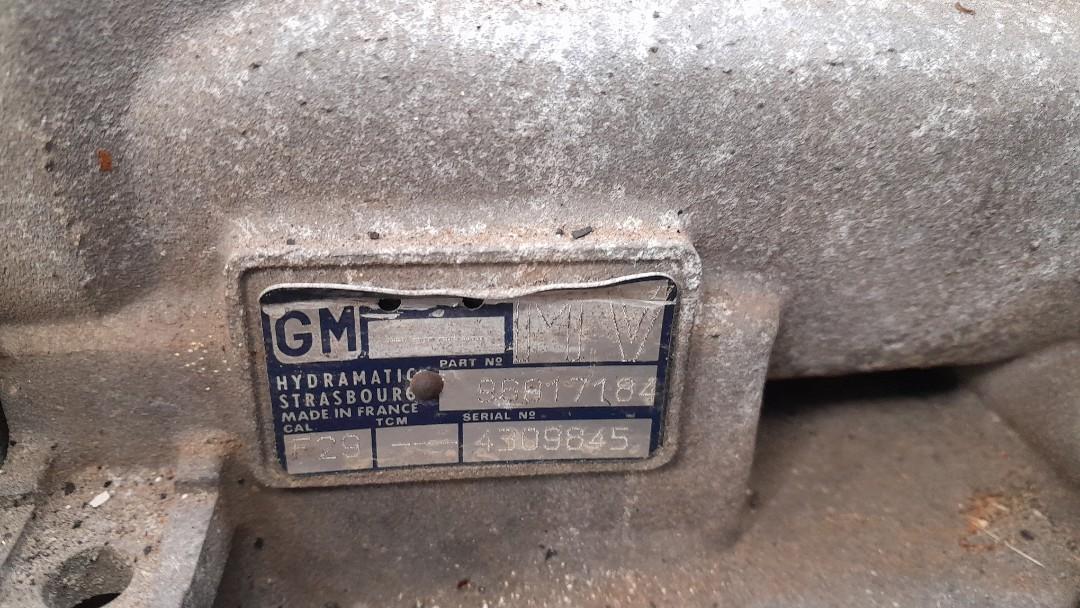 GM MV
PART Nº
HYDRAMATIC 96017184
STRASBOURG
MADE IN FRANCE SERIAL Nº
CAL. TCM
F29 4309845